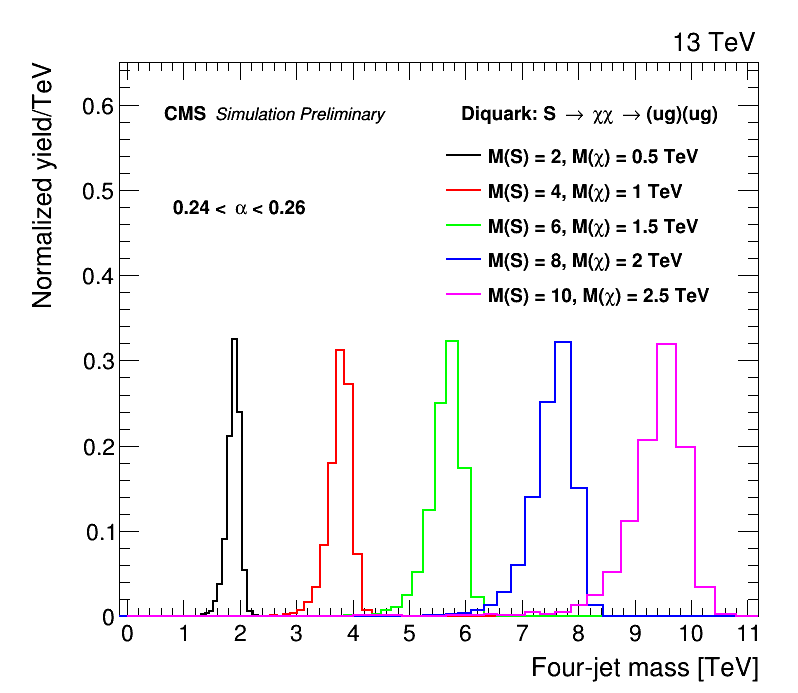 13 TeV
Normalized yield/TeV
CMS Simulation Preliminary
Diquark: S → χχ → (ug)(ug)
M(S) = 2, M(χ) = 0.5 TeV
M(S) = 4, M(χ) = 1 TeV
0.24 < α < 0.26
M(S) = 6, M(χ) = 1.5 TeV
M(S) = 8, M(χ) = 2 TeV
M(S) = 10, M(χ) = 2.5 TeV
0.6
0.5
0.4
0.3
0.2
0.1
0
0 1 2 3 4 5 6 7 8 9 10 11
Four-jet mass [TeV]